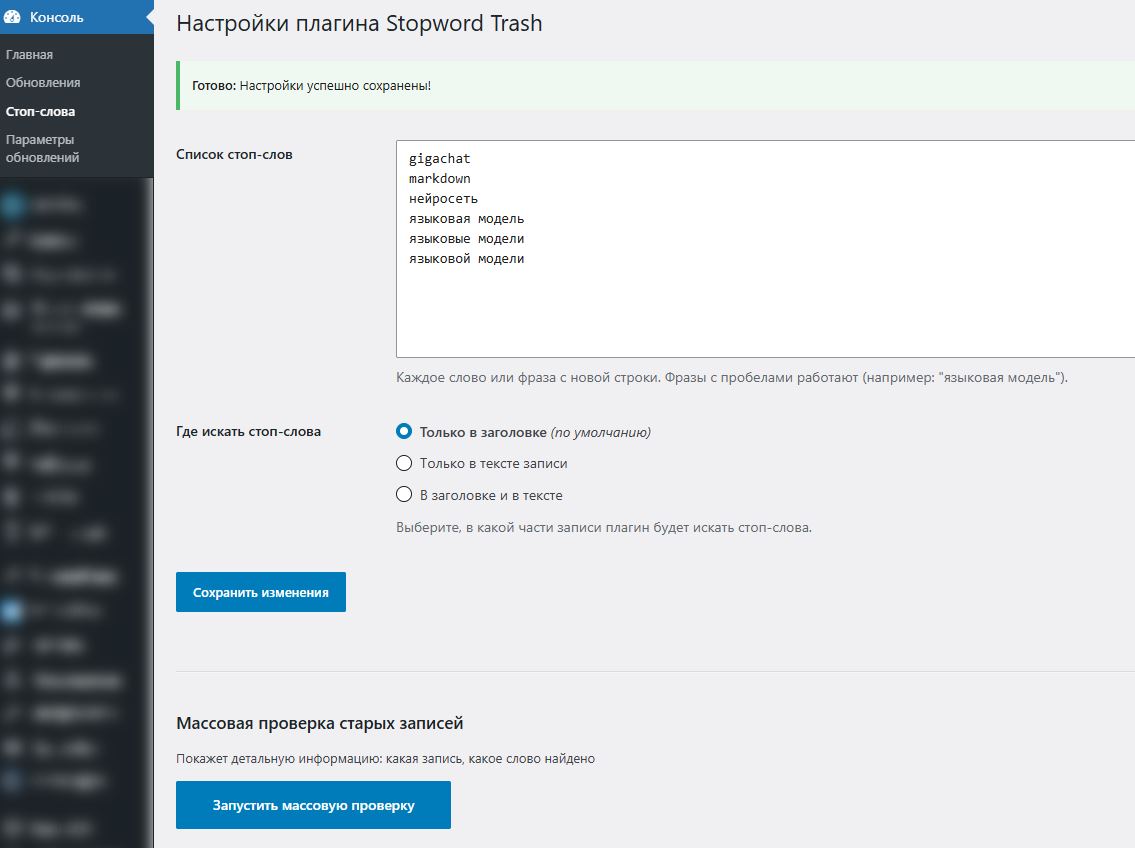 Консоль
Главная
Обновления
Стоп-слова
Параметры
обновлений
Настройки плагина Stopword Trash
Готово: Настройки успешно сохранены!
Список стоп-слов
gigachat
markdown
нейросеть
языковая модель
языковые модели
языковой модели
Каждое слово или фраза с новой строки. Фразы с пробелами работают (например: "языковая модель").
Где искать стоп-слова
Только в заголовке (по умолчанию)
Только в тексте записи
В заголовке и в тексте
Выберите, в какой части записи плагин будет искать стоп-слова.
Сохранить изменения
Массовая проверка старых записей
Покажет детальную информацию: какая запись, какое слово найдено
Запустить массовую проверку